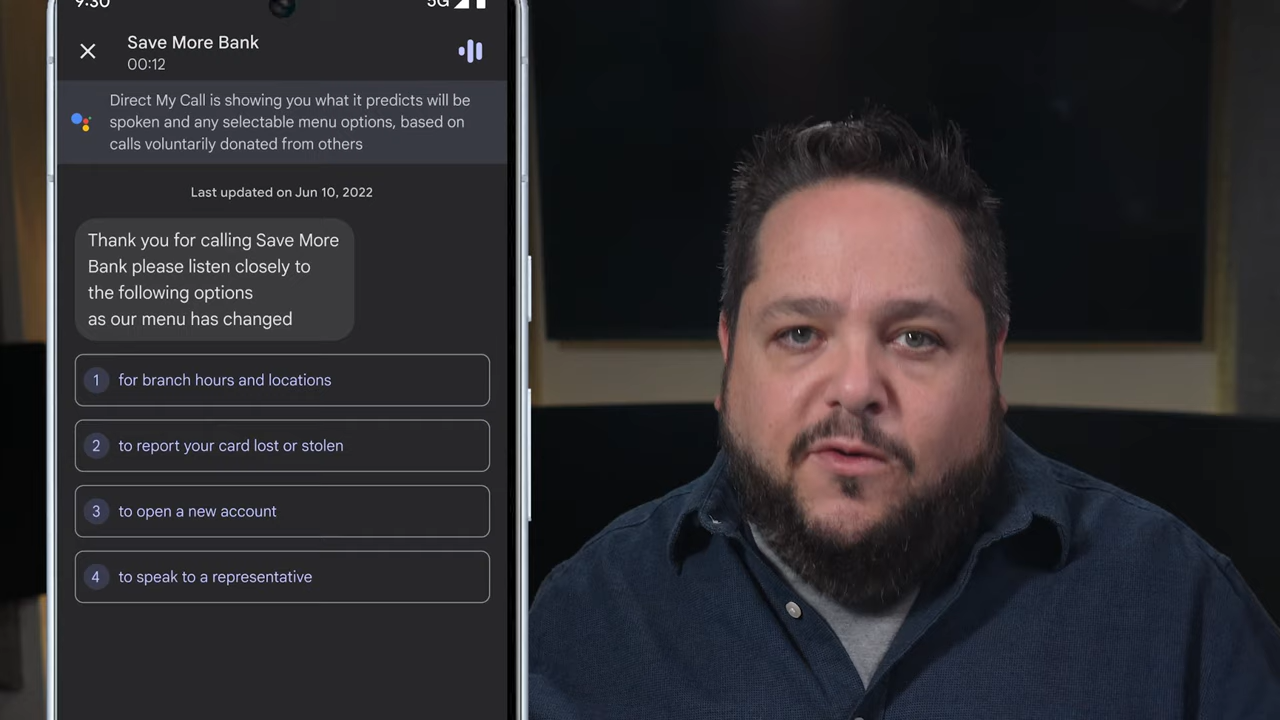 9:30
5G
Save More Bank
00:12
Direct My Call is showing you what it predicts will be
spoken and any selectable menu options, based on
calls voluntarily donated from others
Last updated on Jun 10, 2022
Thank you for calling Save More
Bank please listen closely to
the following options
as our menu has changed
1 for branch hours and locations
2 to report your card lost or stolen
3 to open a new account
4 to speak to a representative